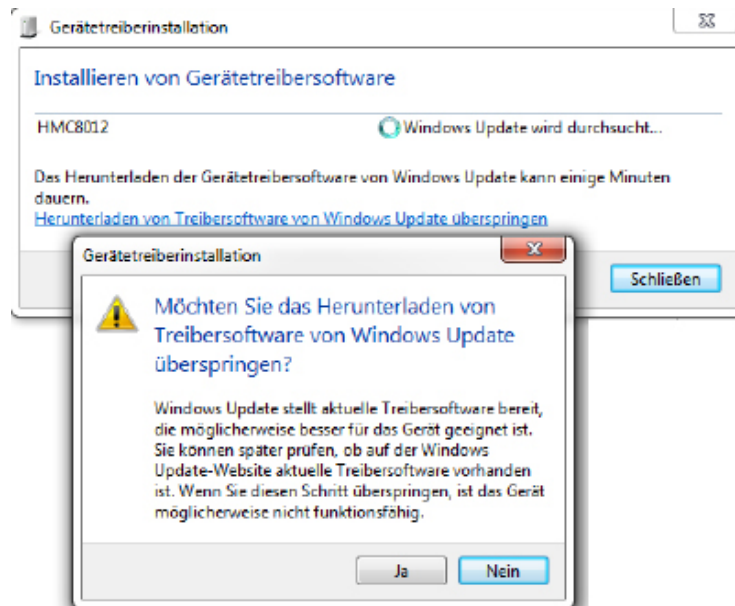 Gerätetreiberinstallation
Installieren von Gerätetreibersoftware
HMC8012 Windows Update wird durchsucht...
Das Herunterladen der Gerätetreibersoftware von Windows Update kann einige Minuten
dauern.
Herunterladen von Treibersoftware von Windows Update überspringen
Schließen
Gerätetreiberinstallation
Möchten Sie das Herunterladen von
Treibersoftware von Windows Update
überspringen?
Windows Update stellt aktuelle Treibersoftware bereit,
die möglicherweise besser für das Gerät geeignet ist.
Sie können später prüfen, ob auf der Windows
Update-Website aktuelle Treibersoftware vorhanden
ist. Wenn Sie diesen Schritt überspringen, ist das Gerät
möglicherweise nicht funktionsfähig.
Ja Nein